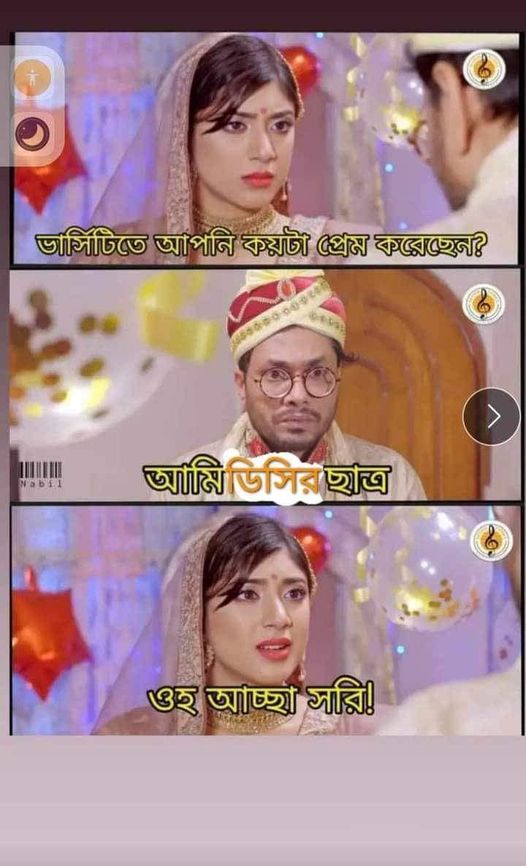 ভার্সিটিতে আপনি কয়টা প্রেম করেছেন?
আমি ডিসির ছাত্র
Nabil
ওহ আচ্ছা সরি!